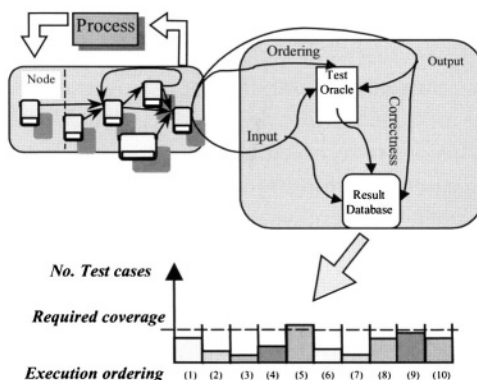 Process
Node
Ordering
Test
Oracle
Output
Input
Correctness
Result
Database
No. Test cases
Required coverage
Execution ordering
(1) (2) (3) (4) (5) (6) (7) (8) (9) (10)